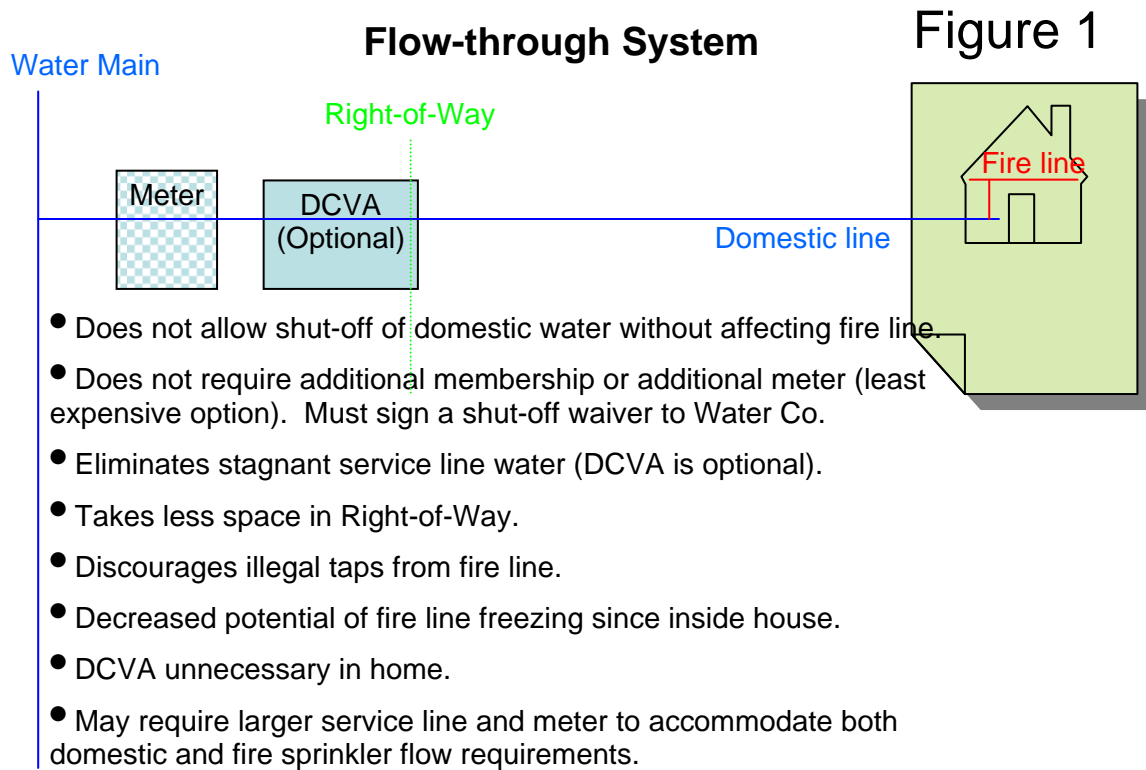 Flow-through System
Figure 1
Water Main
Right-of-Way
Fire line
Meter
DCVA
(Optional)
Domestic line
• Does not allow shut-off of domestic water without affecting fire line.
• Does not require additional membership or additional meter (least
expensive option).  Must sign a shut-off waiver to Water Co.
• Eliminates stagnant service line water (DCVA is optional).
• Takes less space in Right-of-Way.
• Discourages illegal taps from fire line.
• Decreased potential of fire line freezing since inside house.
• DCVA unnecessary in home.
• May require larger service line and meter to accommodate both
domestic and fire sprinkler flow requirements.